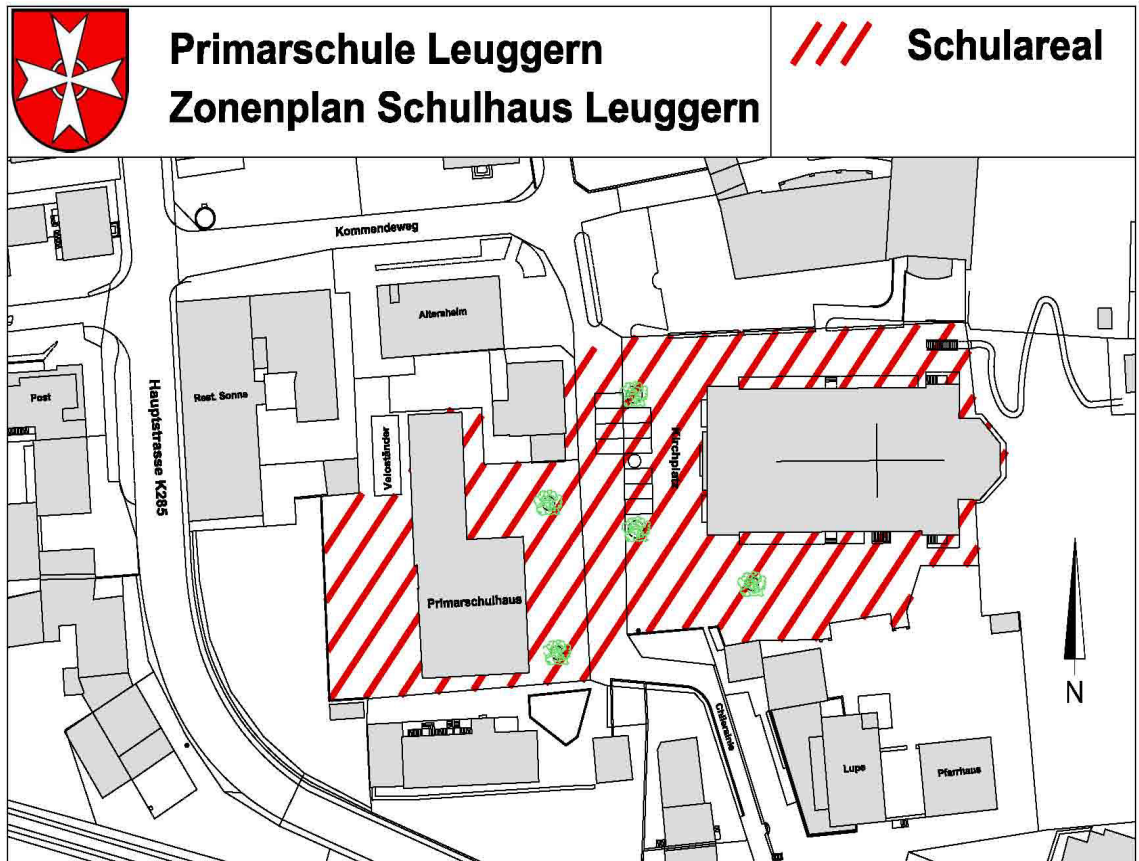 Primarschule Leuggern
Zonenplan Schulhaus Leuggern
Schulareal
Kommendeweg
Altersheim
Post
Hauptstrasse K285
Rest. Sonne
Veloständer
Kirchplatz
Primarschulhaus
N
Lupe
Pfarrhaus